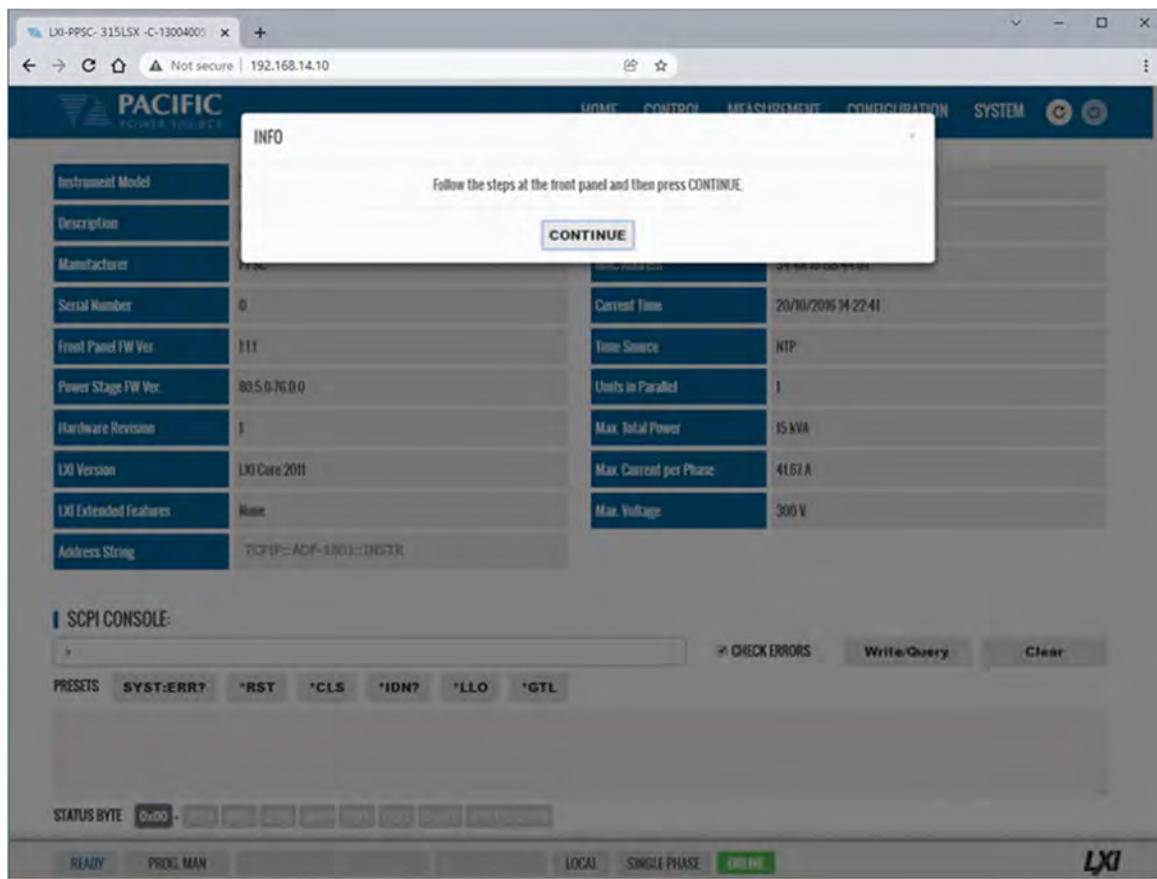 LXI-PPSC- 315LSX -C-13004005
Not secure 192.168.14.10
PACIFIC
POWER SOURCE
HOME CONTROL MEASUREMENT CONFIGURATION SYSTEM
INFO
Follow the steps at the front panel and then press CONTINUE.
CONTINUE
Instrument Model
Description
Manufacturer PPSC
Serial Number 0 Current Time 20/10/2016 14:22:41
Front Panel FW Ver. 1.1.1 Time Source NTP
Power Stage FW Ver. Units in Parallel 1
Hardware Revision 1 Max. Total Power 15 kVA
LXI Version LXI Core 2011 Max. Current per Phase 41.67 A
LXI Extended Features None Max. Voltage 300 V
Address String
SCPI CONSOLE:
CHECK ERRORS Write/Query Clear
PRESETS SYST:ERR? *RST *CLS *IDN? *LLO *GTL
STATUS BYTE 0x00 -
READY PROG. MAN LOCAL SINGLE PHASE ONLINE LXI